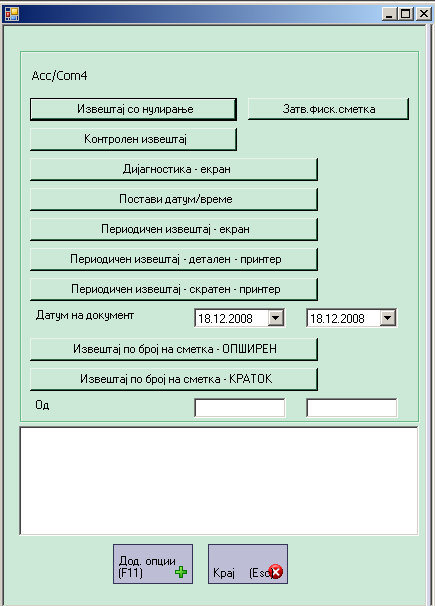 Acc/Com4
Извештај со нулирање
Затв.фиск.сметка
Контролен извештај
Дијагностика - екран
Постави датум/време
Периодичен извештај - екран
Периодичен извештај - детален - принтер
Периодичен извештај - скратен - принтер
Датум на документ 18.12.2008 18.12.2008
Извештај по број на сметка - ОПШИРЕН
Извештај по број на сметка - КРАТОК
Од
Дод. опции
(F11)
Крај (Esc)